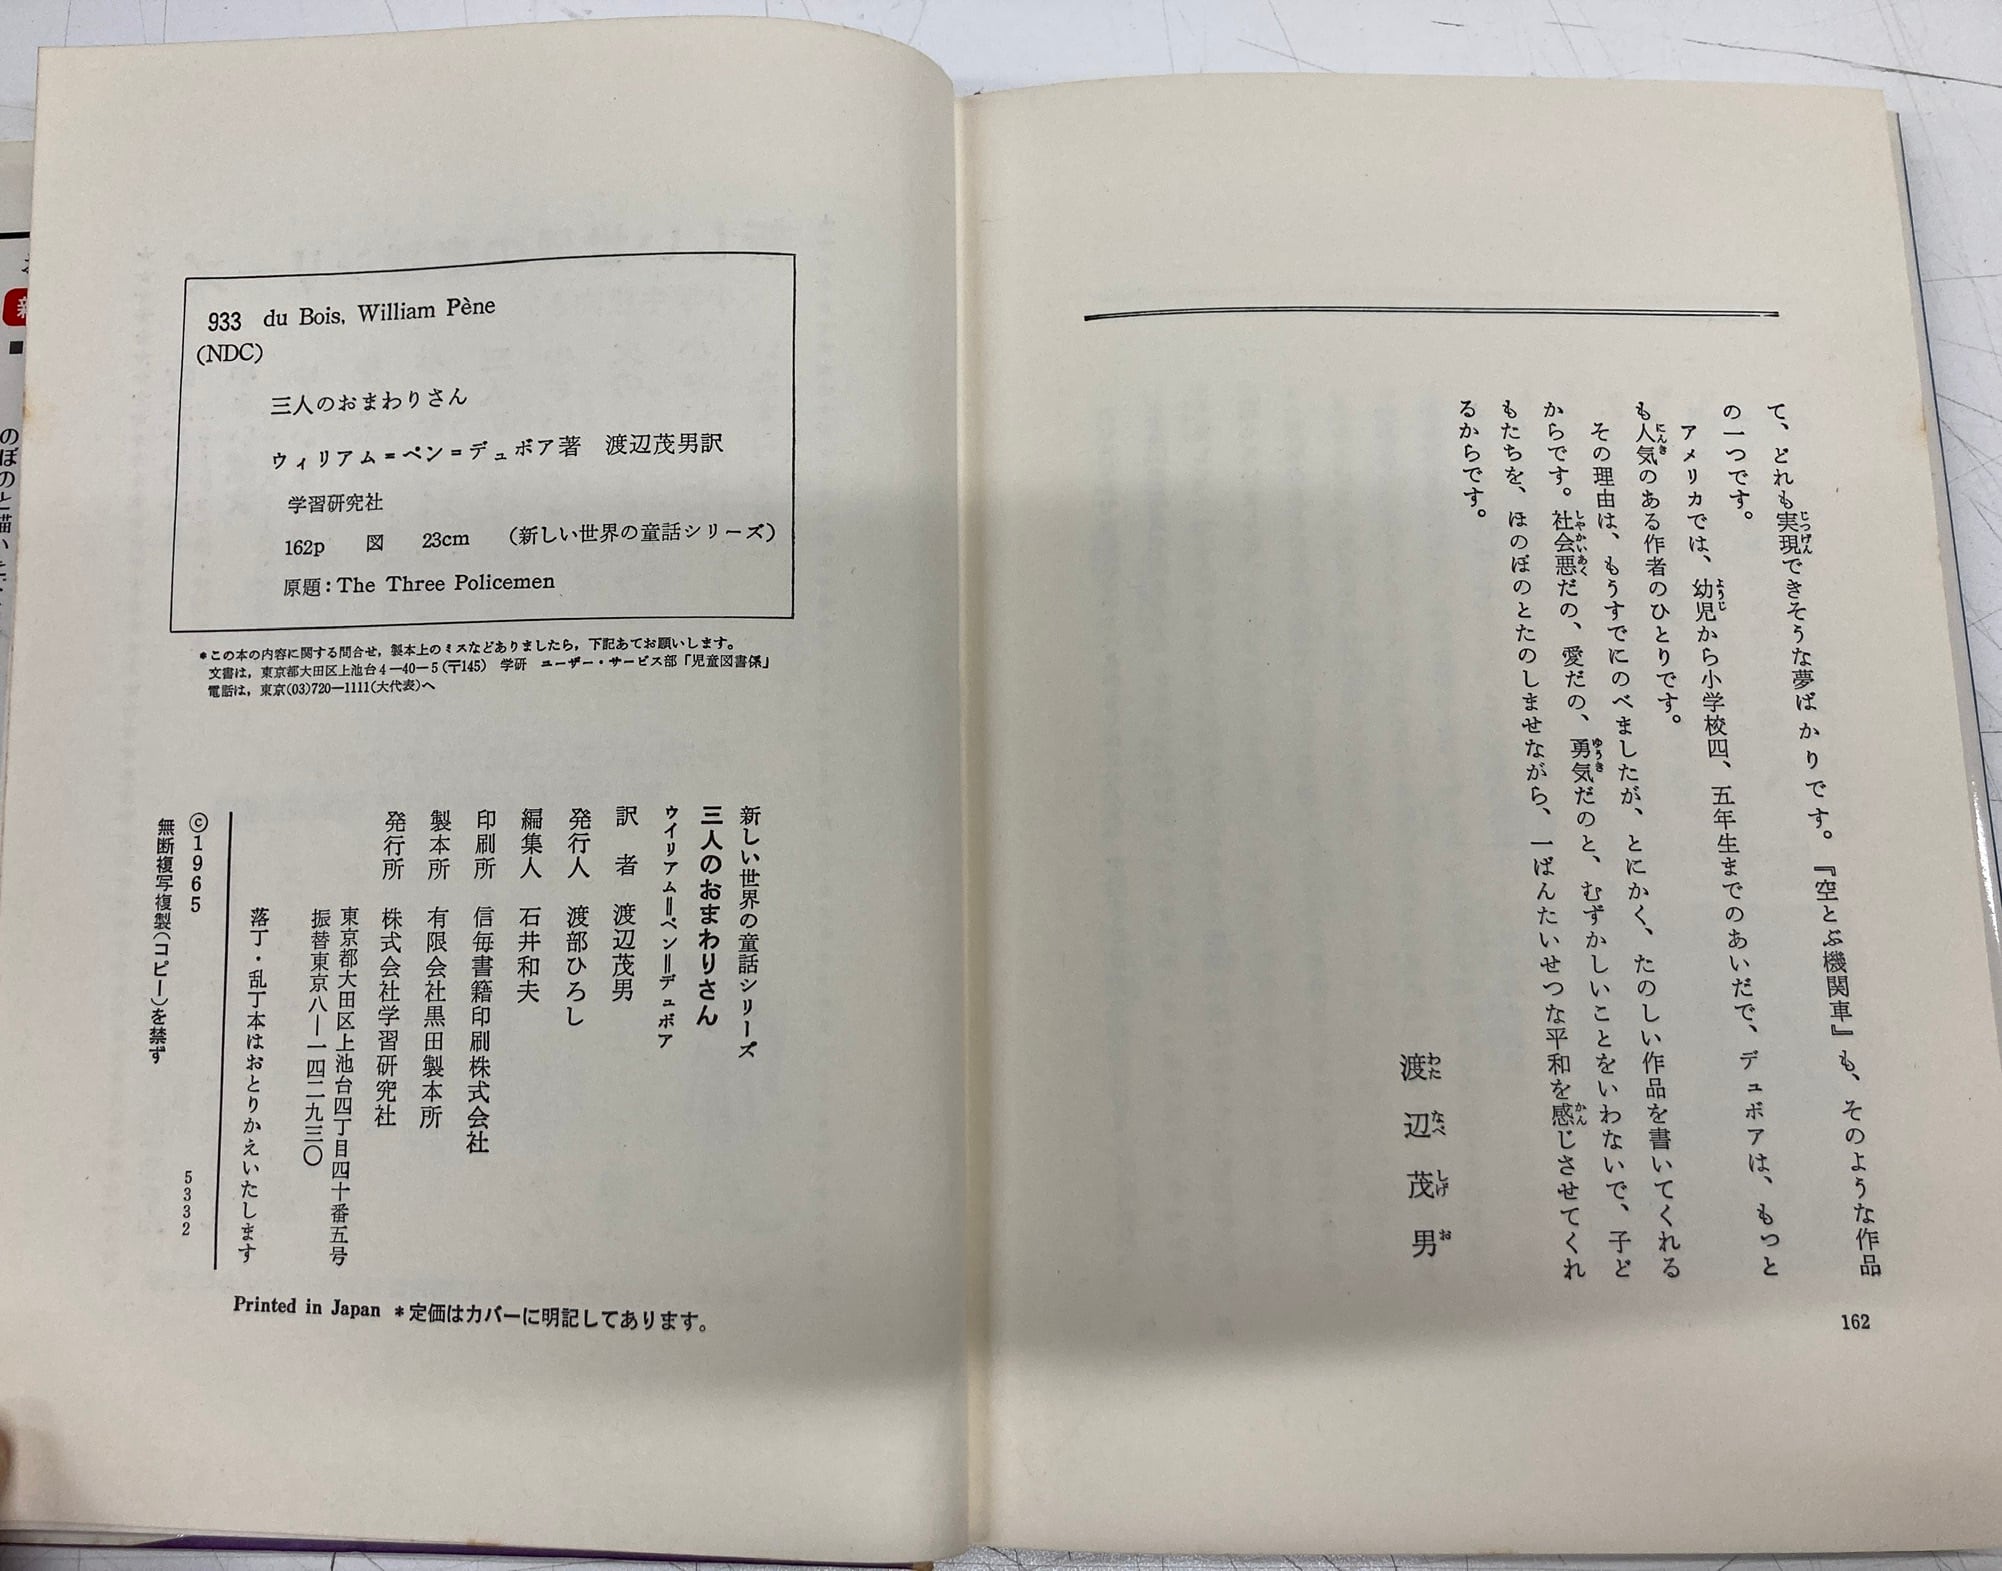 て、どれも実現できそうな夢ばかりです。『空とぶ機関車』も、そのような作品
の一つです。
アメリカでは、幼児から小学校四、五年生までのあいだで、デュボアは、もっと
も人気のある作者のひとりです。
その理由は、もうすでにのべましたが、とにかく、たのしい作品を書いてくれる
からです。社会悪だの、愛だの、勇気だのと、むずかしいことをいわないで、子ど
もたちを、ほのぼのとたのしませながら、一ばんたいせつな平和を感じさせてくれ
るからです。
渡辺茂男
162
933 du Bois, William Pène
(NDC)
三人のおまわりさん
ウィリアム=ペン=デュボア著 渡辺茂男訳
学習研究社
162p 図 23cm (新しい世界の童話シリーズ)
原題:The Three Policemen
*この本の内容に関する問合せ,製本上のミスなどありましたら,下記あてお願いします。
文書は,東京都大田区上池台4—40—5(〒145) 学研 ユーザー・サービス部「児童図書係」
電話は,東京(03)720—1111(大代表)へ
新しい世界の童話シリーズ
三人のおまわりさん
ウイリアム=ペン=デュボア
訳者 渡辺茂男
発行人 渡部ひろし
編集人 石井和夫
印刷所 信毎書籍印刷株式会社
製本所 有限会社黒田製本所
発行所 株式会社学習研究社
東京都大田区上池台四丁目四十番五号
振替東京八—一四二九三〇
落丁・乱丁本はおとりかえいたします
©1965 5332
無断複写複製(コピー)を禁ず
Printed in Japan *定価はカバーに明記してあります。